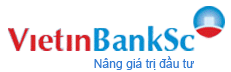 VietinBankSc
Nâng giá trị đầu tư